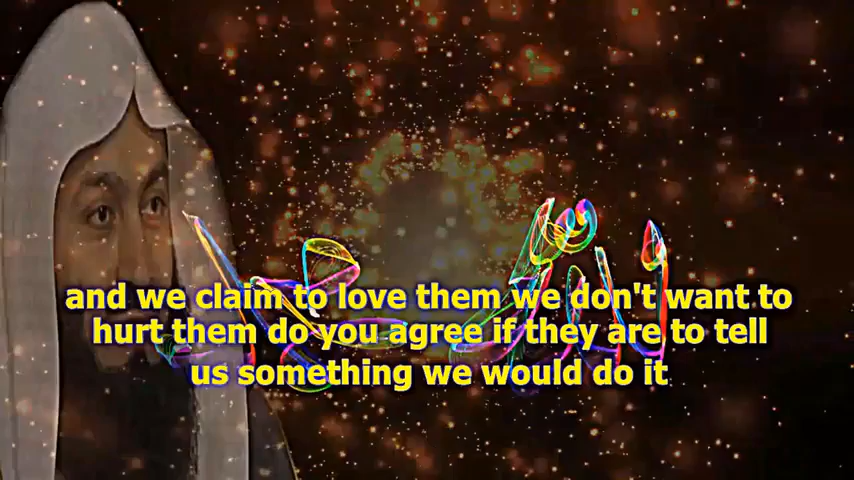 and we claim to love them we don't want to
hurt them do you agree if they are to tell
us something we would do it